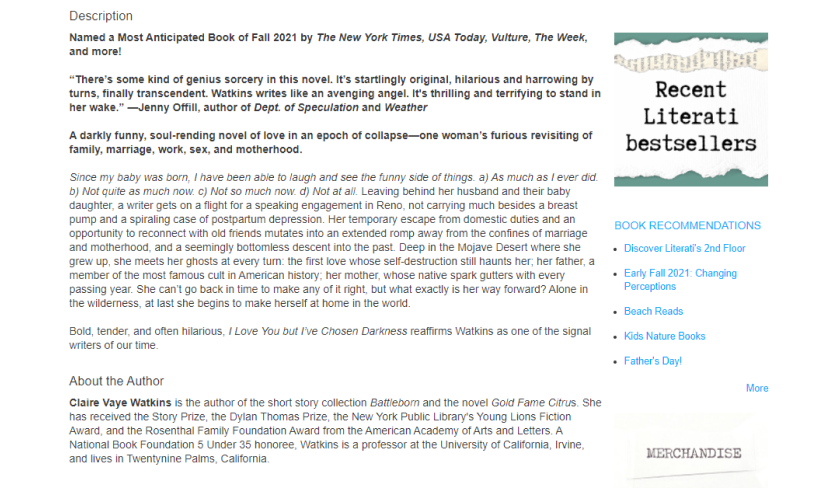 Description
Named a Most Anticipated Book of Fall 2021 by The New York Times, USA Today, Vulture, The Week,
and more!
“There’s some kind of genius sorcery in this novel. It’s startlingly original, hilarious and harrowing by
turns, finally transcendent. Watkins writes like an avenging angel. It's thrilling and terrifying to stand in
her wake.” —Jenny Offill, author of Dept. of Speculation and Weather
A darkly funny, soul-rending novel of love in an epoch of collapse—one woman’s furious revisiting of
family, marriage, work, sex, and motherhood.
Since my baby was born, I have been able to laugh and see the funny side of things. a) As much as I ever did.
b) Not quite as much now. c) Not so much now. d) Not at all. Leaving behind her husband and their baby
daughter, a writer gets on a flight for a speaking engagement in Reno, not carrying much besides a breast
pump and a spiraling case of postpartum depression. Her temporary escape from domestic duties and an
opportunity to reconnect with old friends mutates into an extended romp away from the confines of marriage
and motherhood, and a seemingly bottomless descent into the past. Deep in the Mojave Desert where she
grew up, she meets her ghosts at every turn: the first love whose self-destruction still haunts her; her father, a
member of the most famous cult in American history; her mother, whose native spark gutters with every
passing year. She can’t go back in time to make any of it right, but what exactly is her way forward? Alone in
the wilderness, at last she begins to make herself at home in the world.
Bold, tender, and often hilarious, I Love You but I’ve Chosen Darkness reaffirms Watkins as one of the signal
writers of our time.
About the Author
Claire Vaye Watkins is the author of the short story collection Battleborn and the novel Gold Fame Citrus. She
has received the Story Prize, the Dylan Thomas Prize, the New York Public Library's Young Lions Fiction
Award, and the Rosenthal Family Foundation Award from the American Academy of Arts and Letters. A
National Book Foundation 5 Under 35 honoree, Watkins is a professor at the University of California, Irvine,
and lives in Twentynine Palms, California.
Recent
Literati
bestsellers
BOOK RECOMMENDATIONS
Discover Literati's 2nd Floor
Early Fall 2021: Changing
Perceptions
Beach Reads
Kids Nature Books
Father's Day!
More
MERCHANDISE